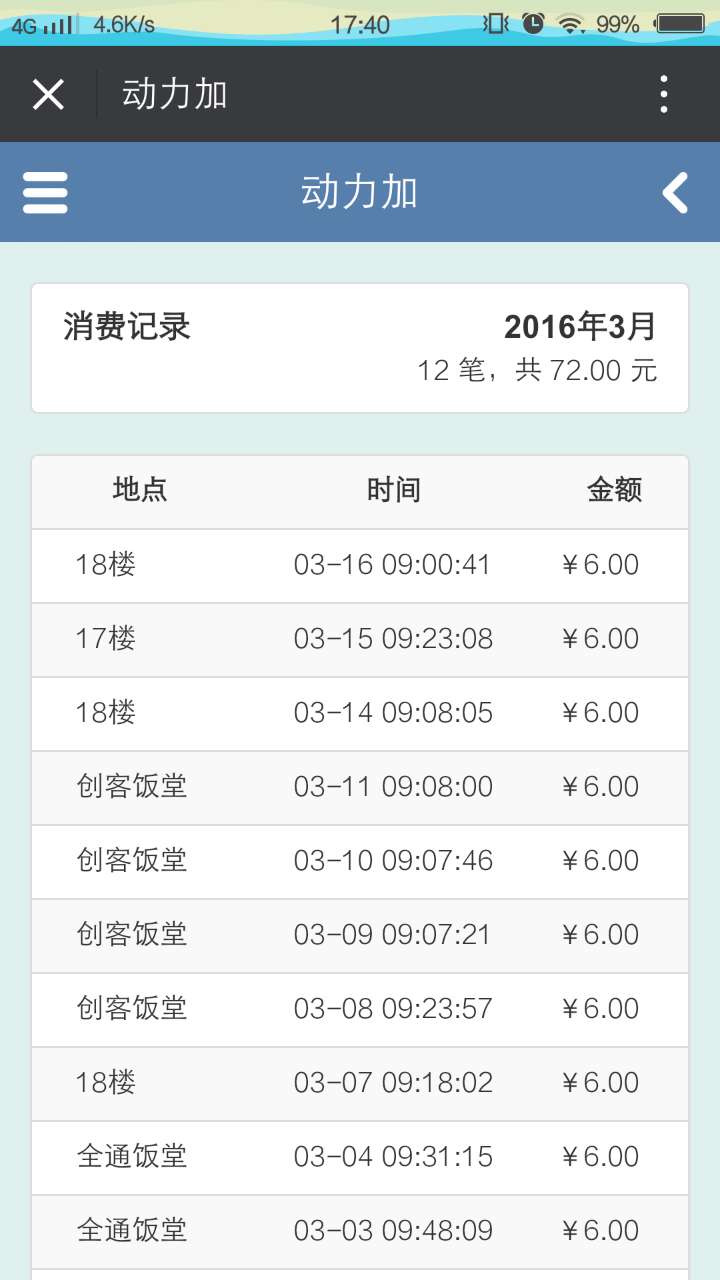 4G 4.6K/s 17:40 99%
动力加
动力加
消费记录 2016年3月
12 笔，共 72.00 元
地点 时间 金额
18楼 03-16 09:00:41 ¥6.00
17楼 03-15 09:23:08 ¥6.00
18楼 03-14 09:08:05 ¥6.00
创客饭堂 03-11 09:08:00 ¥6.00
创客饭堂 03-10 09:07:46 ¥6.00
创客饭堂 03-09 09:07:21 ¥6.00
创客饭堂 03-08 09:23:57 ¥6.00
18楼 03-07 09:18:02 ¥6.00
全通饭堂 03-04 09:31:15 ¥6.00
全通饭堂 03-03 09:48:09 ¥6.00